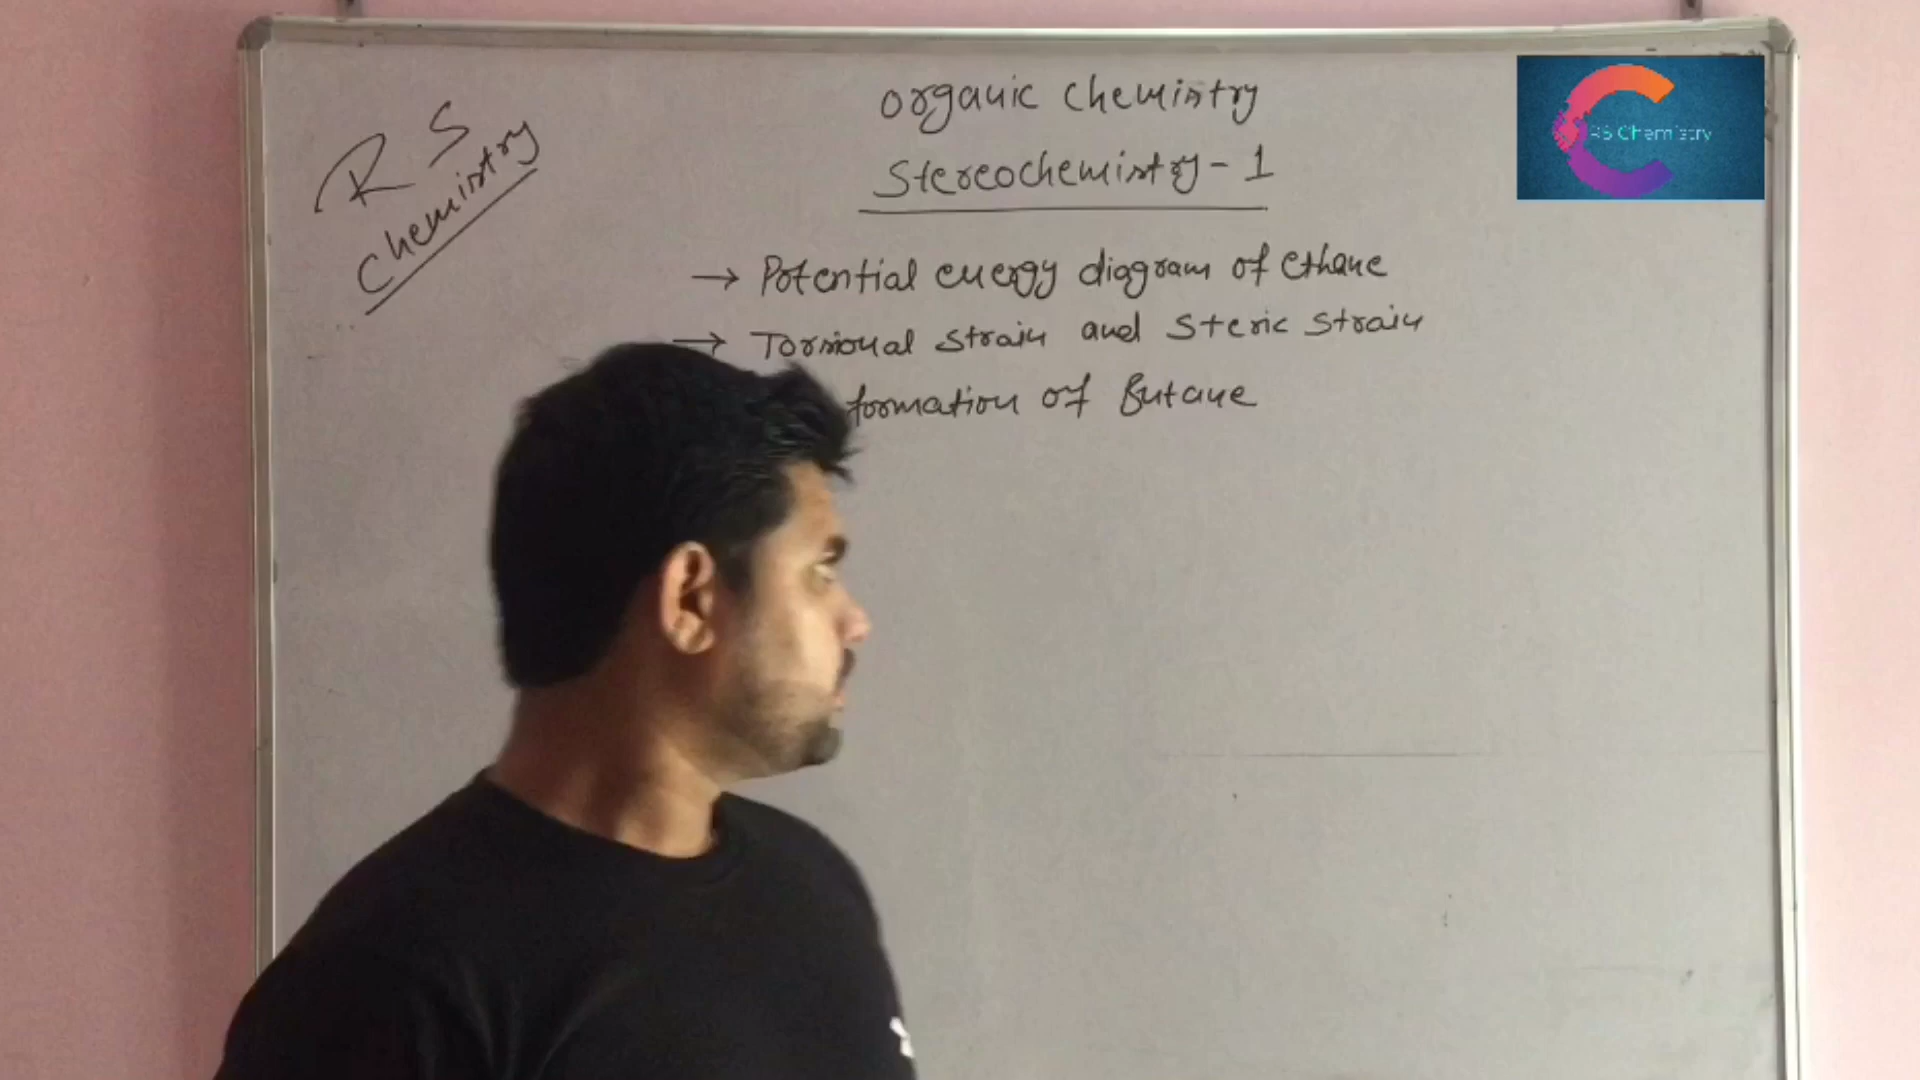 R S
Chemistry
Organic Chemistry
Stereochemistry - 1
→ Potential energy diagram of ethane
→ Torsional strain and steric strain
formation of Butane
RS Chemistry